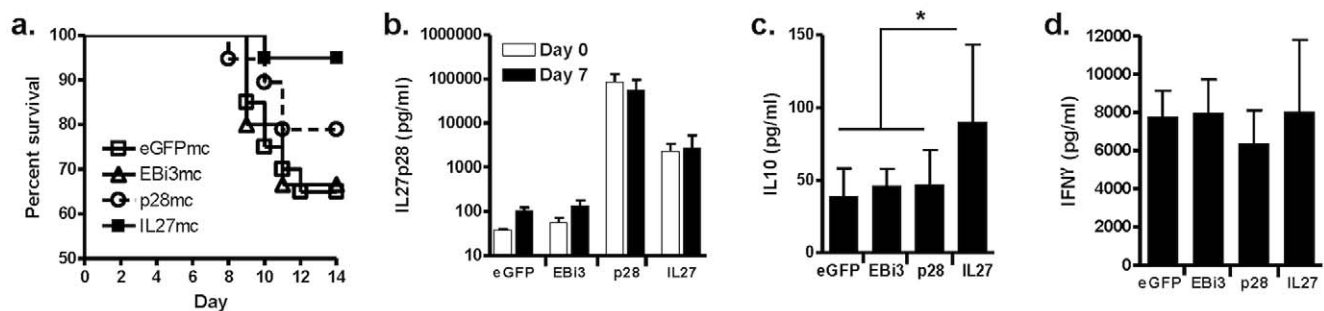 a.
Percent survival
100
90
80
70
60
50
eGFPmc
EBi3mc
p28mc
IL27mc
0 2 4 6 8 10 12 14
Day
b.
IL27p28 (pg/ml)
1000000
100000
10000
1000
100
10
Day 0
Day 7
eGFP EBi3 p28 IL27
c.
IL10 (pg/ml)
150
100
50
0
*
eGFP EBi3 p28 IL27
d.
IFNγ (pg/ml)
14000
12000
10000
8000
6000
4000
2000
0
eGFP EBi3 p28 IL27